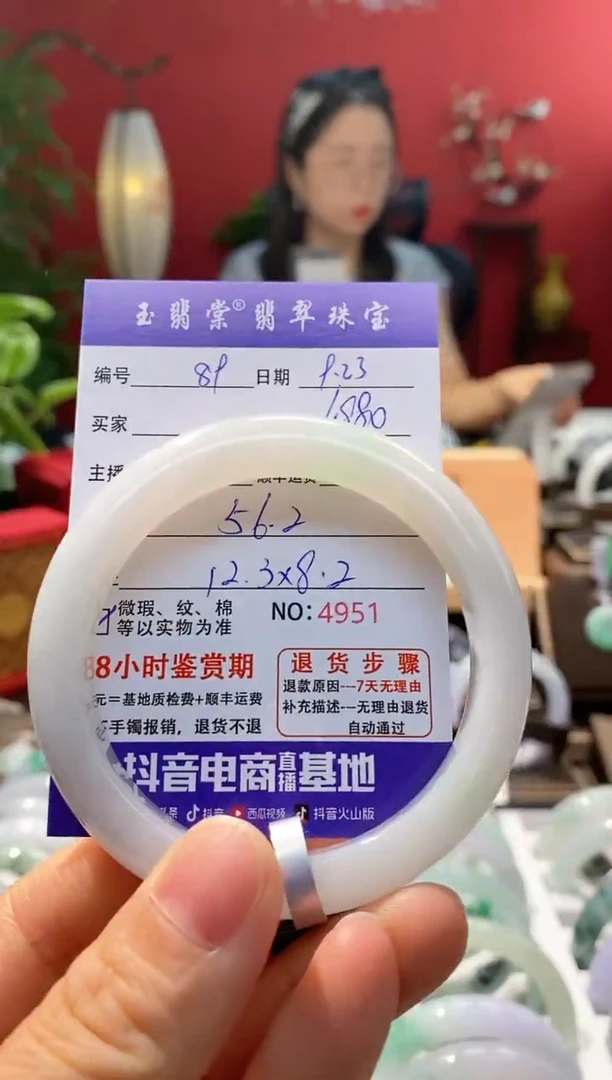 玉翡棠®翡翠珠宝
编号 89 日期 9.23
买家 1880
主播
56.2
12.3x8.2
微瑕、纹、棉 NO:4951
等以实物为准
88小时鉴赏期 退货步骤
元=基地质检费+顺丰运费 退款原因---7天无理由
手镯报销，退货不退 补充描述---无理由退货
自动通过
抖音电商直播基地
抖音 西瓜视频 抖音火山版